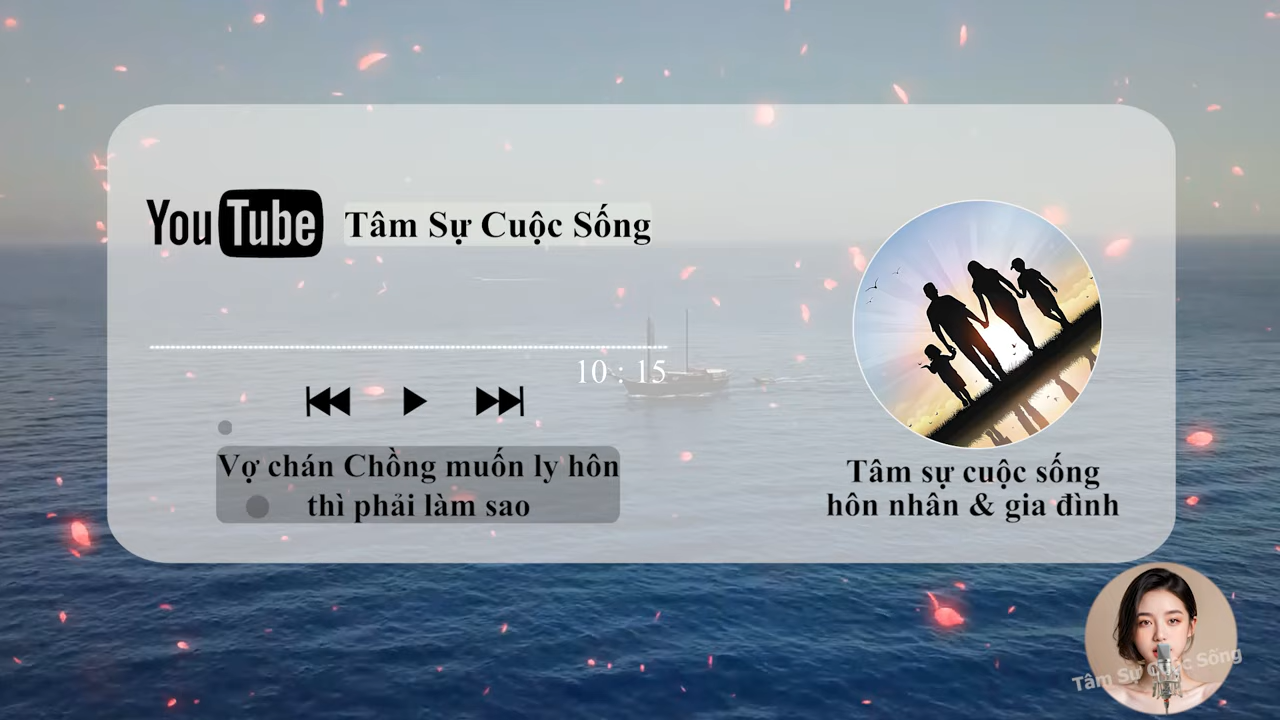 YouTube
Tâm Sự Cuộc Sống
10 : 15
Vợ chán Chồng muốn ly hôn
thì phải làm sao
Tâm sự cuộc sống
hôn nhân & gia đình
Tâm Sự Cuộc Sống